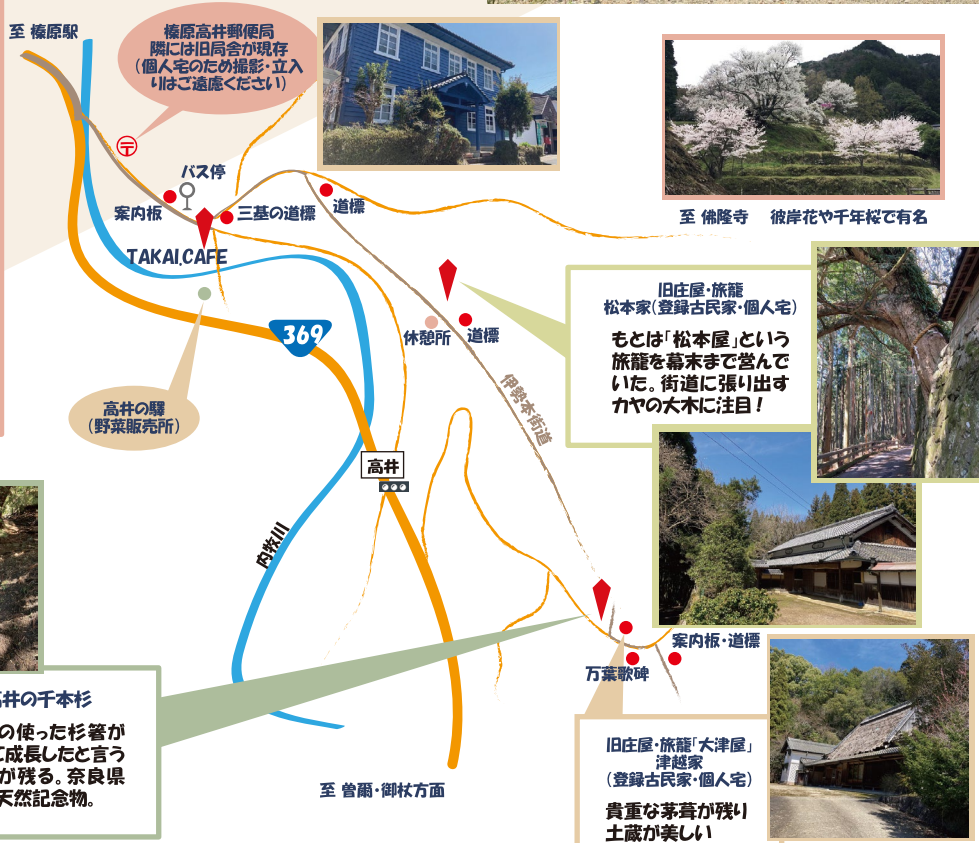 至 榛原駅
榛原高井郵便局
隣には旧局舎が現存
(個人宅のため撮影・立入
りはご遠慮ください)
バス停
案内板
三基の道標
道標
TAKAI,CAFE
至 佛隆寺 彼岸花や千年桜で有名
369
休憩所
道標
旧庄屋・旅籠
松本家(登録古民家・個人宅)
もとは「松本屋」という
旅籠を幕末まで営んで
いた。街道に張り出す
カヤの大木に注目!
高井の驛
(野菜販売所)
伊勢本街道
高井
内牧川
案内板・道標
万葉歌碑
井の千本杉
の使った杉箸が
成長したと言う
が残る。奈良県
天然記念物。
至 曽爾・御杖方面
旧庄屋・旅籠「大津屋」
津越家
(登録古民家・個人宅)
貴重な茅葺が残り
土蔵が美しい